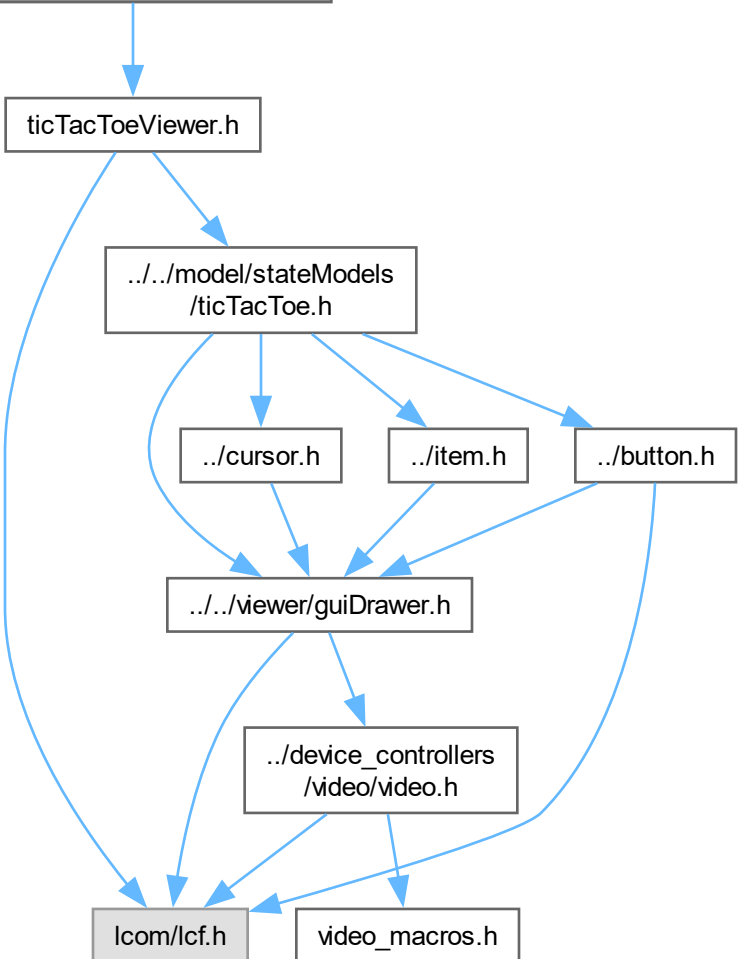 ticTacToeViewer.h
../../model/stateModels
/ticTacToe.h
../cursor.h
../item.h
../button.h
../../viewer/guiDrawer.h
../device_controllers
/video/video.h
lcom/lcf.h
video_macros.h